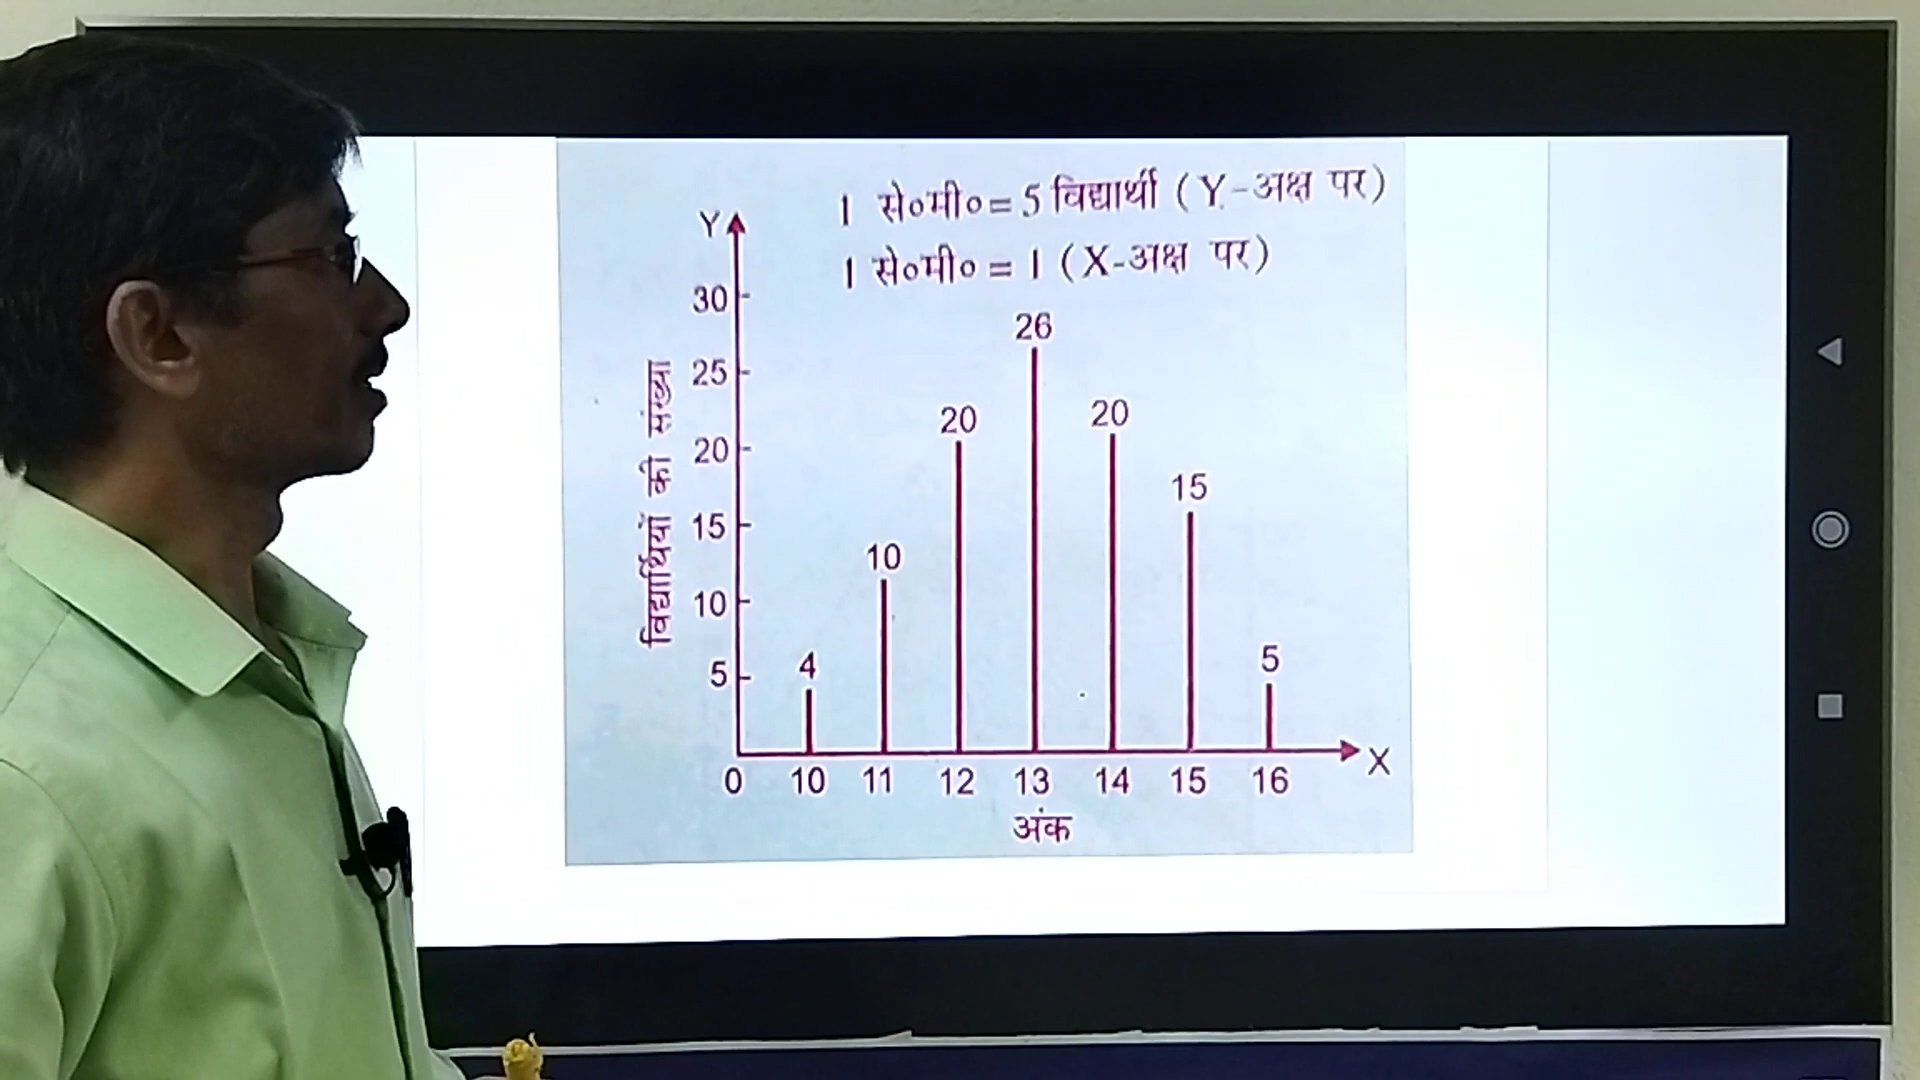 1 से०मी० = 5 विद्यार्थी (Y-अक्ष पर)
1 से०मी० = 1 (X-अक्ष पर)
Y
30
25
20
15
10
5
विद्यार्थियों की संख्या
4
10
20
26
20
15
5
0 10 11 12 13 14 15 16
X
अंक